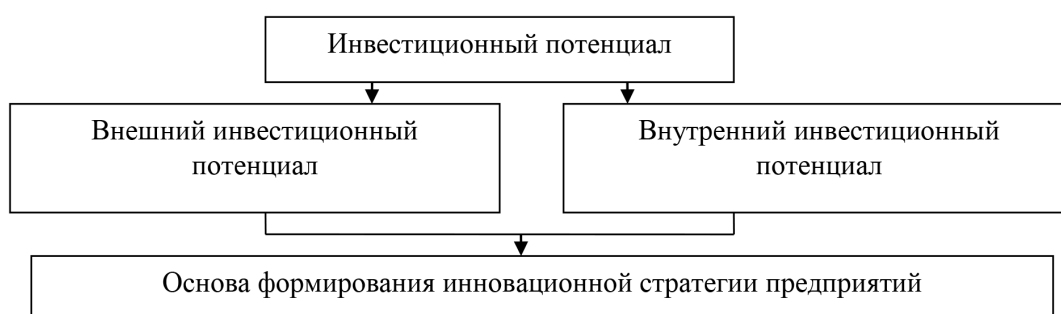 Инвестиционный потенциал
Внешний инвестиционный
потенциал
Внутренний инвестиционный
потенциал
Основа формирования инновационной стратегии предприятий